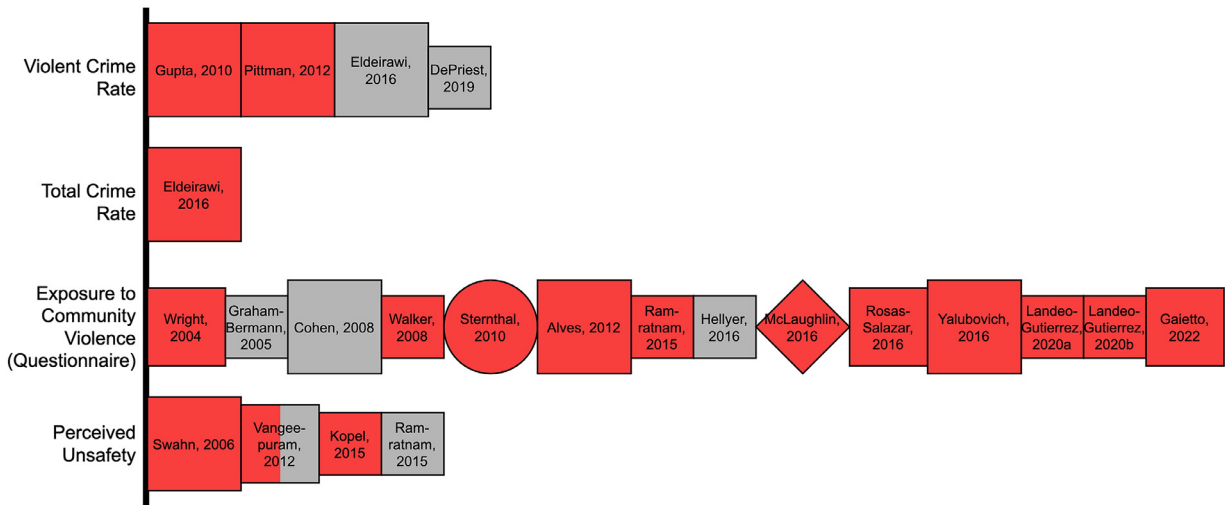 Violent Crime
Rate
Gupta, 2010
Pittman, 2012
Eldeirawi,
2016
DePriest,
2019
Total Crime
Rate
Eldeirawi,
2016
Exposure to
Community
Violence
(Questionnaire)
Wright,
2004
Graham-
Bermann,
2005
Cohen, 2008
Walker,
2008
Sternthal,
2010
Alves, 2012
Ram-
ratnam,
2015
Hellyer,
2016
McLaughlin,
2016
Rosas-
Salazar,
2016
Yalubovich,
2016
Landeo-
Gutierrez,
2020a
Landeo-
Gutierrez,
2020b
Gaietto,
2022
Perceived
Unsafety
Swahn, 2006
Vangee-
puram,
2012
Kopel,
2015
Ram-
ratnam,
2015